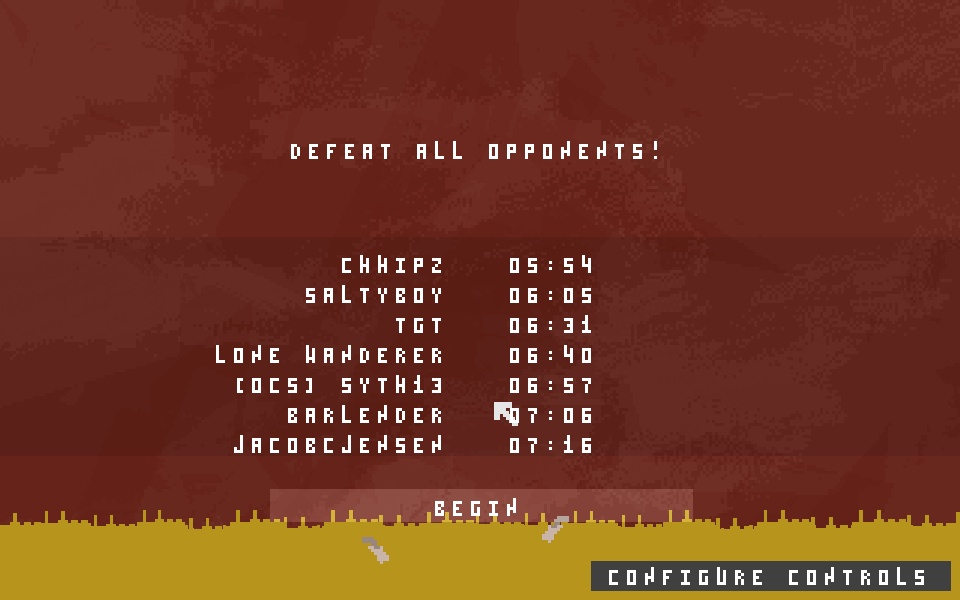 DEFEAT ALL OPPONENTS!
CHHIPZ 05:54
SALTYBOY 06:05
TGT 06:31
LONE WANDERER 06:40
[OCS] SYTH13 06:57
BARLENDER 07:06
JACOBCJENSEN 07:16
BEGIN
CONFIGURE CONTROLS